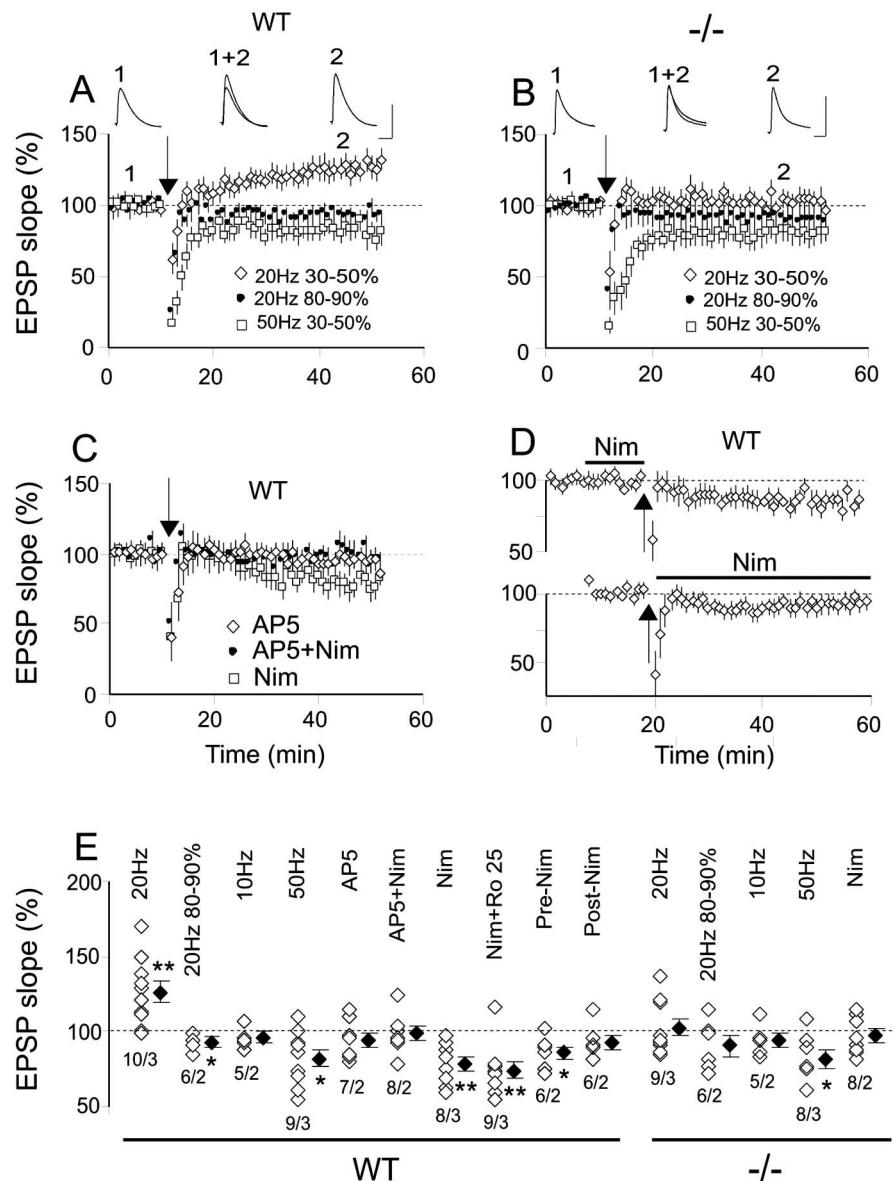 WT
-/-
A
1
1+2
2
B
1
1+2
2
EPSP slope (%)
150
100
50
0
1
2
20Hz 30-50%
20Hz 80-90%
50Hz 30-50%
0
20
40
60
150
100
50
0
1
2
20Hz 30-50%
20Hz 80-90%
50Hz 30-50%
0
20
40
60
C
WT
EPSP slope (%)
150
100
50
0
AP5
AP5+Nim
Nim
0
20
40
60
Time (min)
D
Nim
WT
100
50
Nim
100
50
0
20
40
60
Time (min)
E
EPSP slope (%)
200
150
100
50
20Hz
20Hz 80-90%
10Hz
50Hz
AP5
AP5+Nim
Nim
Nim+Ro 25
Pre-Nim
Post-Nim
20Hz
20Hz 80-90%
10Hz
50Hz
Nim
**
*
*
**
**
*
*
10/3
6/2
5/2
9/3
7/2
8/2
8/3
9/3
6/2
6/2
9/3
6/2
5/2
8/3
8/2
WT
-/-